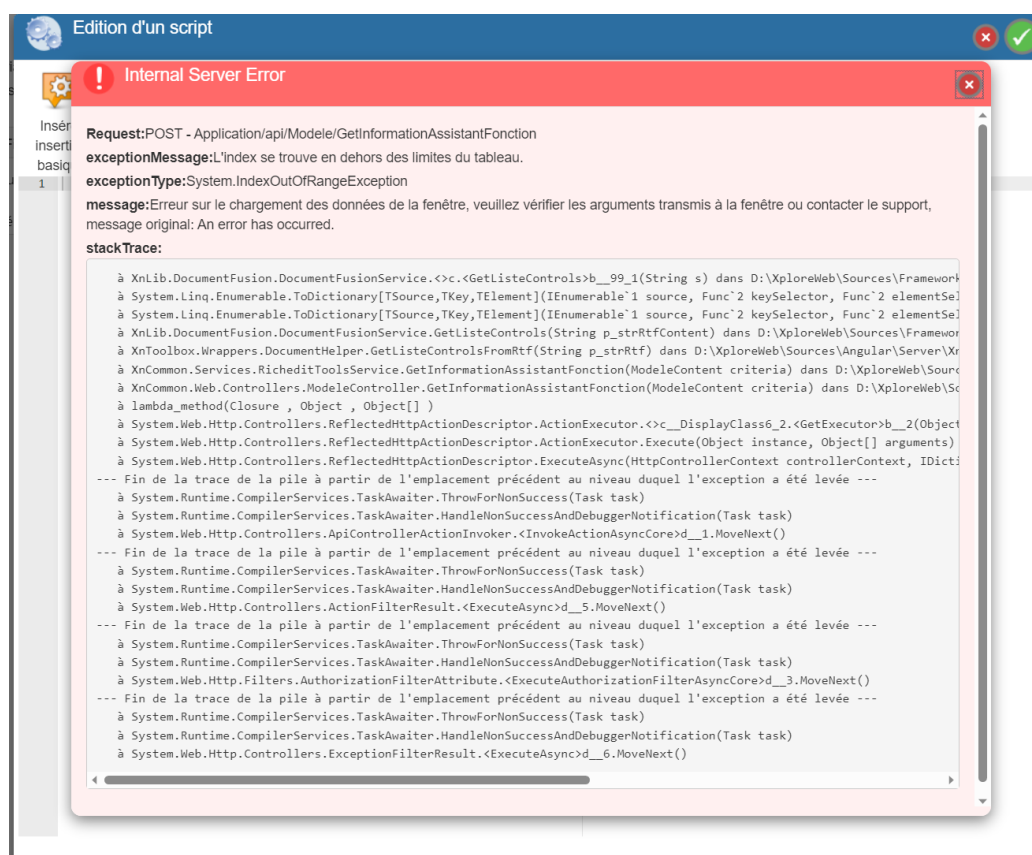 Edition d'un script
Internal Server Error
Insér
inserti
basiq
1
Request:POST - Application/api/Modele/GetInformationAssistantFonction
exceptionMessage:L'index se trouve en dehors des limites du tableau.
exceptionType:System.IndexOutOfRangeException
message:Erreur sur le chargement des données de la fenêtre, veuillez vérifier les arguments transmis à la fenêtre ou contacter le support,
message original: An error has occurred.
stackTrace:
à XnLib.DocumentFusion.DocumentFusionService.<>c.<GetListeControls>b__99_1(String s) dans D:\XploreWeb\Sources\Framework
à System.Linq.Enumerable.ToDictionary[TSource,TKey,TElement](IEnumerable`1 source, Func`2 keySelector, Func`2 elementSel
à System.Linq.Enumerable.ToDictionary[TSource,TKey,TElement](IEnumerable`1 source, Func`2 keySelector, Func`2 elementSel
à XnLib.DocumentFusion.DocumentFusionService.GetListeControls(String p_strRtfContent) dans D:\XploreWeb\Sources\Framewor
à XnToolbox.Wrappers.DocumentHelper.GetListeControlsFromRtf(String p_strRtf) dans D:\XploreWeb\Sources\Angular\Server\Xn
à XnCommon.Services.RicheditToolsService.GetInformationAssistantFonction(ModeleContent criteria) dans D:\XploreWeb\Sourc
à XnCommon.Web.Controllers.ModeleController.GetInformationAssistantFonction(ModeleContent criteria) dans D:\XploreWeb\So
à lambda_method(Closure , Object , Object[] )
à System.Web.Http.Controllers.ReflectedHttpActionDescriptor.ActionExecutor.<>c__DisplayClass6_2.<GetExecutor>b__2(Object
à System.Web.Http.Controllers.ReflectedHttpActionDescriptor.ActionExecutor.Execute(Object instance, Object[] arguments)
à System.Web.Http.Controllers.ReflectedHttpActionDescriptor.ExecuteAsync(HttpControllerContext controllerContext, IDicti
--- Fin de la trace de la pile à partir de l'emplacement précédent au niveau duquel l'exception a été levée ---
à System.Runtime.CompilerServices.TaskAwaiter.ThrowForNonSuccess(Task task)
à System.Runtime.CompilerServices.TaskAwaiter.HandleNonSuccessAndDebuggerNotification(Task task)
à System.Web.Http.Controllers.ApiControllerActionInvoker.<InvokeActionAsyncCore>d__1.MoveNext()
--- Fin de la trace de la pile à partir de l'emplacement précédent au niveau duquel l'exception a été levée ---
à System.Runtime.CompilerServices.TaskAwaiter.ThrowForNonSuccess(Task task)
à System.Runtime.CompilerServices.TaskAwaiter.HandleNonSuccessAndDebuggerNotification(Task task)
à System.Web.Http.Controllers.ActionFilterResult.<ExecuteAsync>d__5.MoveNext()
--- Fin de la trace de la pile à partir de l'emplacement précédent au niveau duquel l'exception a été levée ---
à System.Runtime.CompilerServices.TaskAwaiter.ThrowForNonSuccess(Task task)
à System.Runtime.CompilerServices.TaskAwaiter.HandleNonSuccessAndDebuggerNotification(Task task)
à System.Web.Http.Filters.AuthorizationFilterAttribute.<ExecuteAuthorizationFilterAsyncCore>d__3.MoveNext()
--- Fin de la trace de la pile à partir de l'emplacement précédent au niveau duquel l'exception a été levée ---
à System.Runtime.CompilerServices.TaskAwaiter.ThrowForNonSuccess(Task task)
à System.Runtime.CompilerServices.TaskAwaiter.HandleNonSuccessAndDebuggerNotification(Task task)
à System.Web.Http.Controllers.ExceptionFilterResult.<ExecuteAsync>d__6.MoveNext()